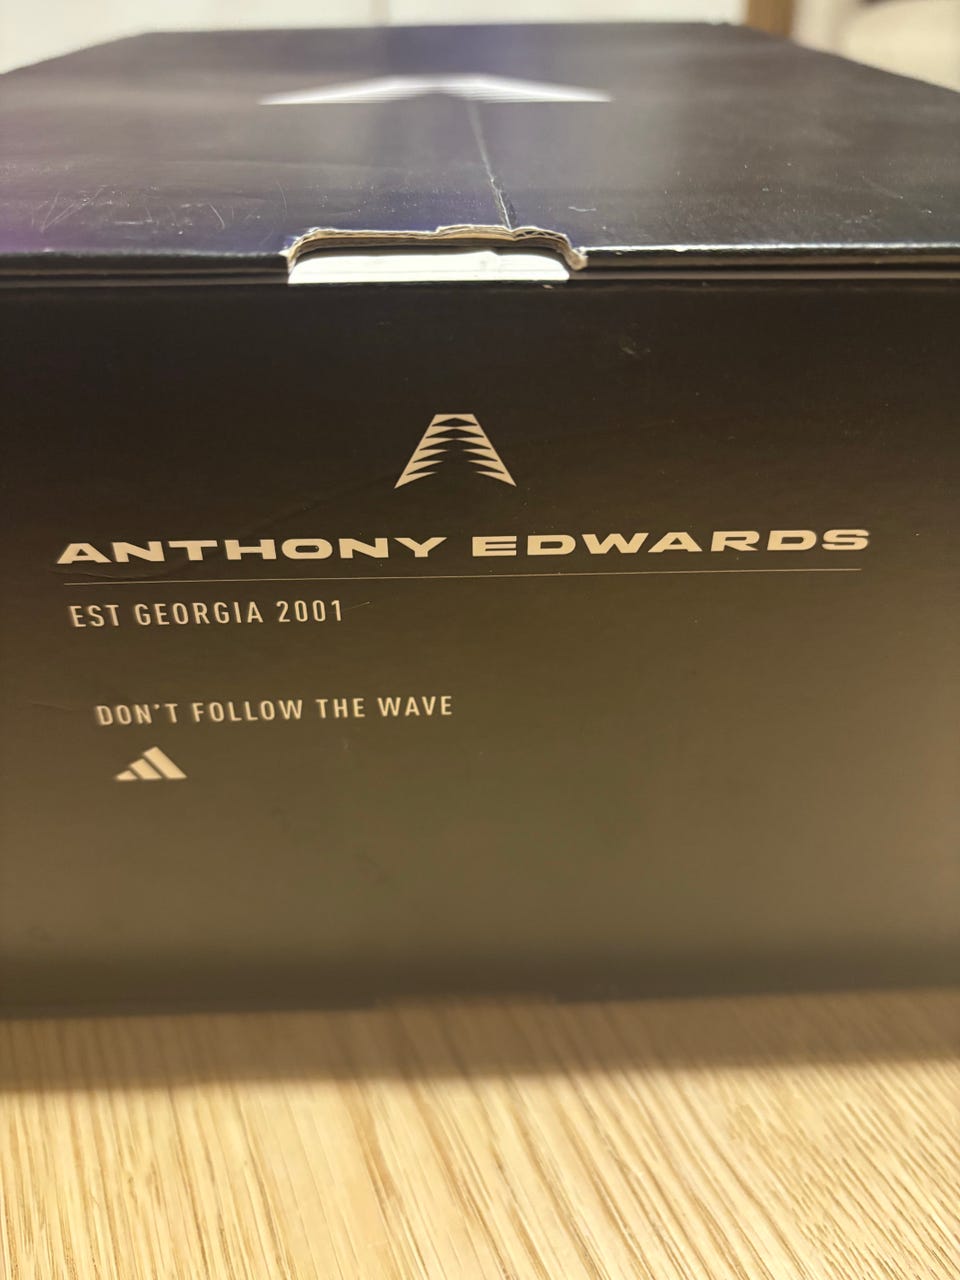 ANTHONY EDWARDS
EST GEORGIA 2001
DON'T FOLLOW THE WAVE